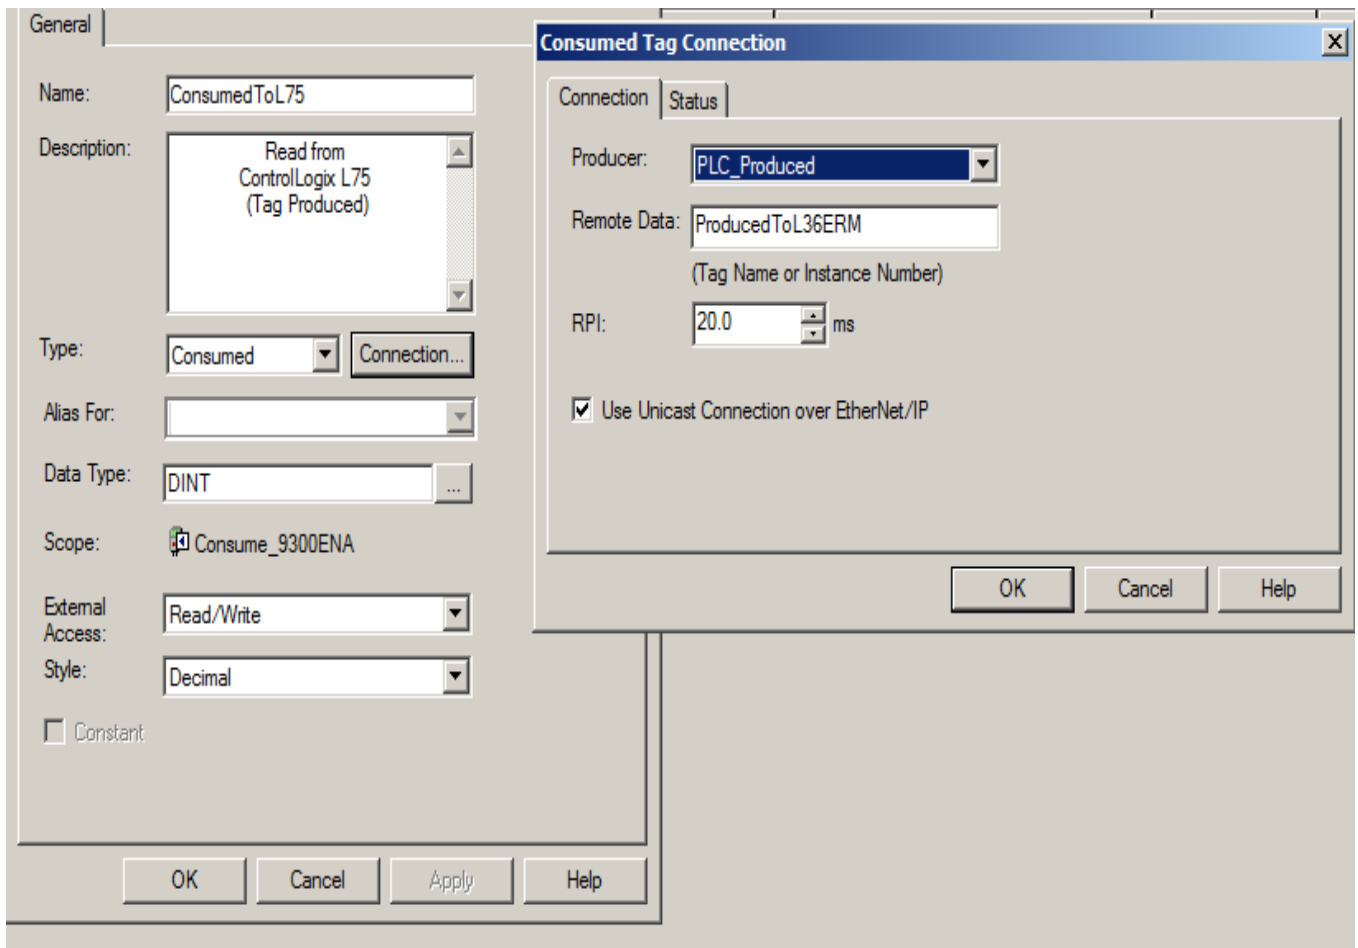 General
Name:
ConsumedToL75
Description:
Read from
ControlLogix L75
(Tag Produced)
Type:
Consumed
Connection...
Alias For:
Data Type:
DINT
...
Scope:
Consume_9300ENA
External
Access:
Read/Write
Style:
Decimal
Constant
OK
Cancel
Apply
Help
Consumed Tag Connection
Connection
Status
Producer:
PLC_Produced
Remote Data:
ProducedToL36ERM
(Tag Name or Instance Number)
RPI:
20.0
ms
Use Unicast Connection over EtherNet/IP
OK
Cancel
Help